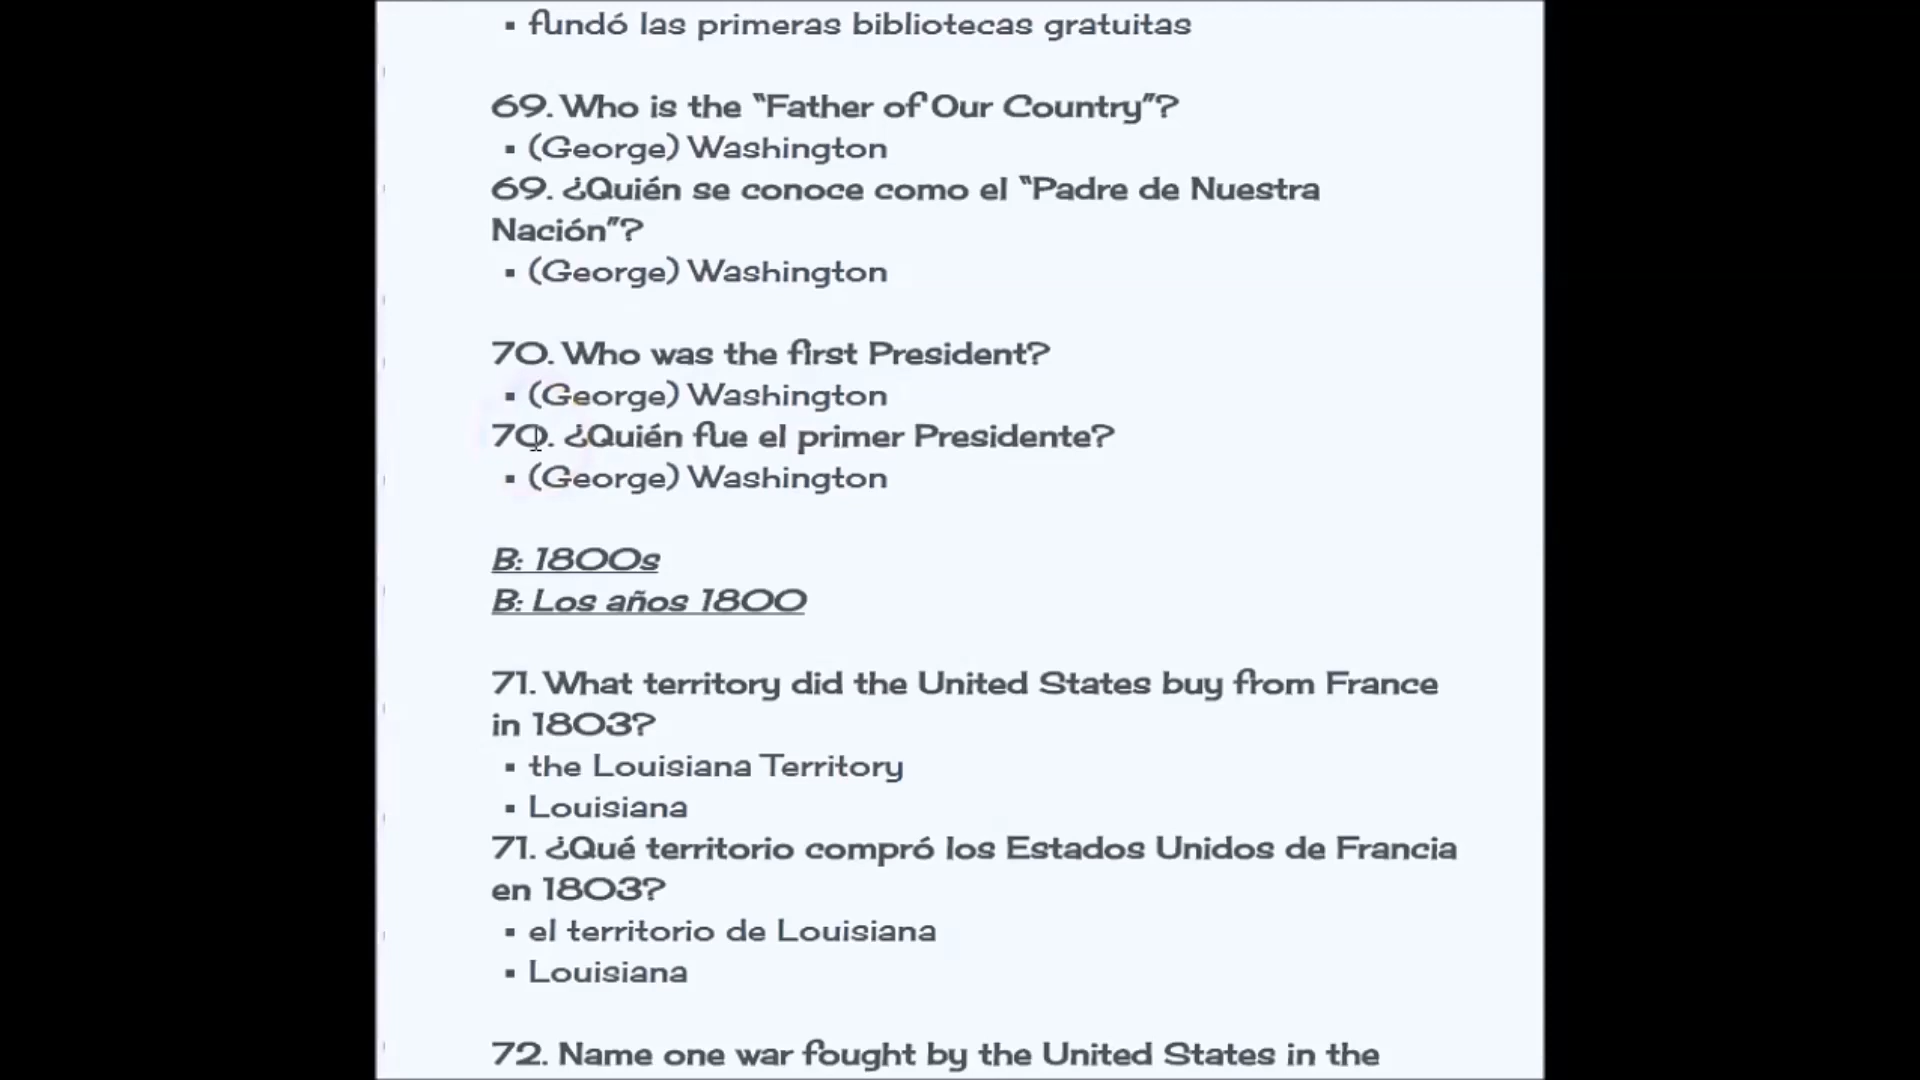 ▪ fundó las primeras bibliotecas gratuitas
69. Who is the “Father of Our Country”?
▪ (George) Washington
69. ¿Quién se conoce como el “Padre de Nuestra
Nación”?
▪ (George) Washington
70. Who was the first President?
▪ (George) Washington
70. ¿Quién fue el primer Presidente?
▪ (George) Washington
B: 1800s
B: Los años 1800
71. What territory did the United States buy from France
in 1803?
▪ the Louisiana Territory
▪ Louisiana
71. ¿Qué territorio compró los Estados Unidos de Francia
en 1803?
▪ el territorio de Louisiana
▪ Louisiana
72. Name one war fought by the United States in the